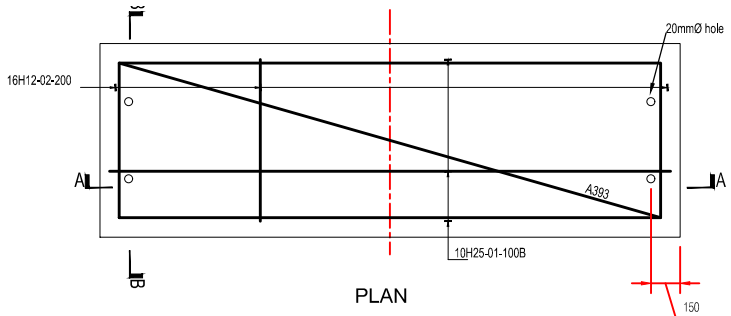 B
20mmØ hole
16H12-02-200
A
A
A393
10H25-01-100B
B
PLAN
150